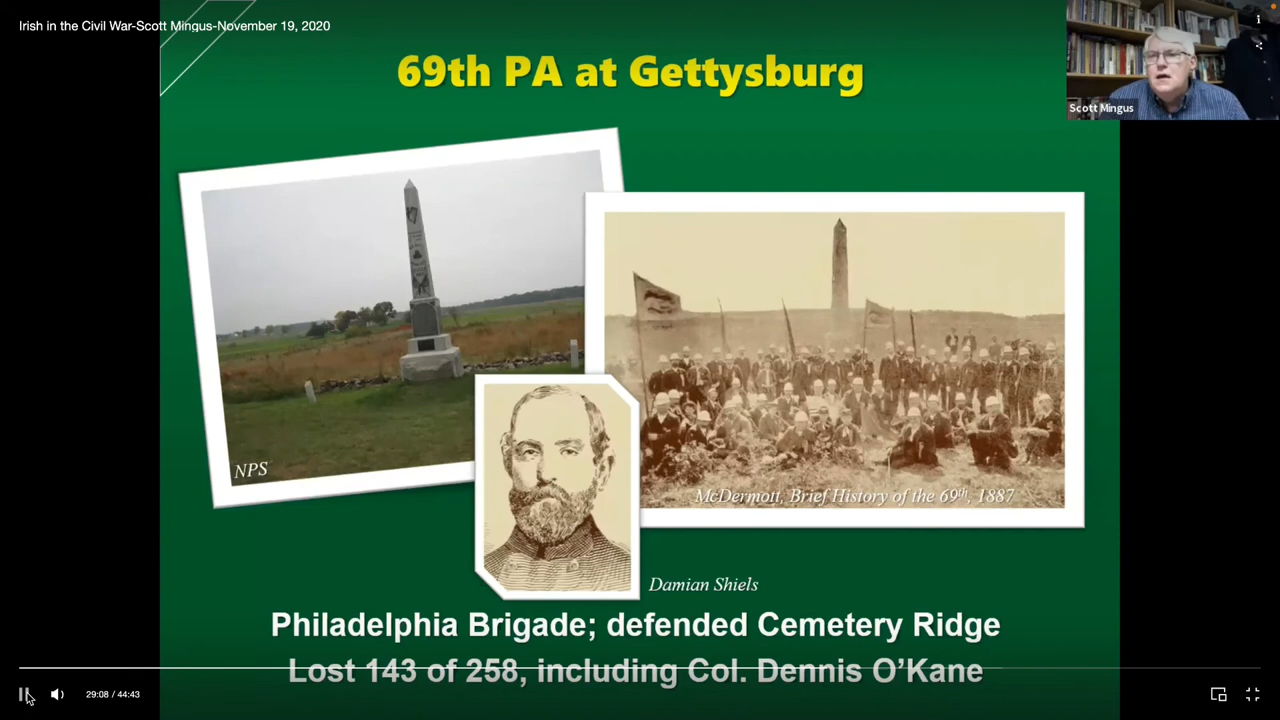 Irish in the Civil War-Scott Mingus-November 19, 2020
69th PA at Gettysburg
Scott Mingus
NPS
McDermott, Brief History of the 69th, 1887
Damian Shiels
Philadelphia Brigade; defended Cemetery Ridge
Lost 143 of 258, including Col. Dennis O’Kane
29:08 / 44:43